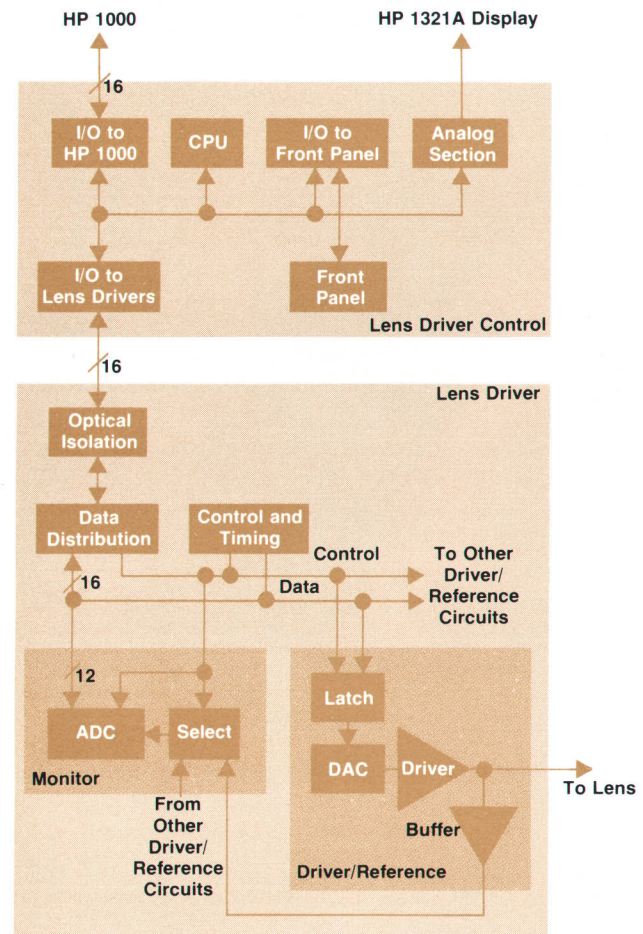 HP 1000
HP 1321A Display
16
I/O to
HP 1000
CPU
I/O to
Front Panel
Analog
Section
I/O to
Lens Drivers
Front
Panel
Lens Driver Control
16
Lens Driver
Optical
Isolation
Data
Distribution
Control and
Timing
Control
To Other
Driver/
Reference
Circuits
16
Data
12
ADC
Select
Monitor
From
Other
Driver/
Reference
Circuits
Latch
DAC
Driver
To Lens
Buffer
Driver/Reference